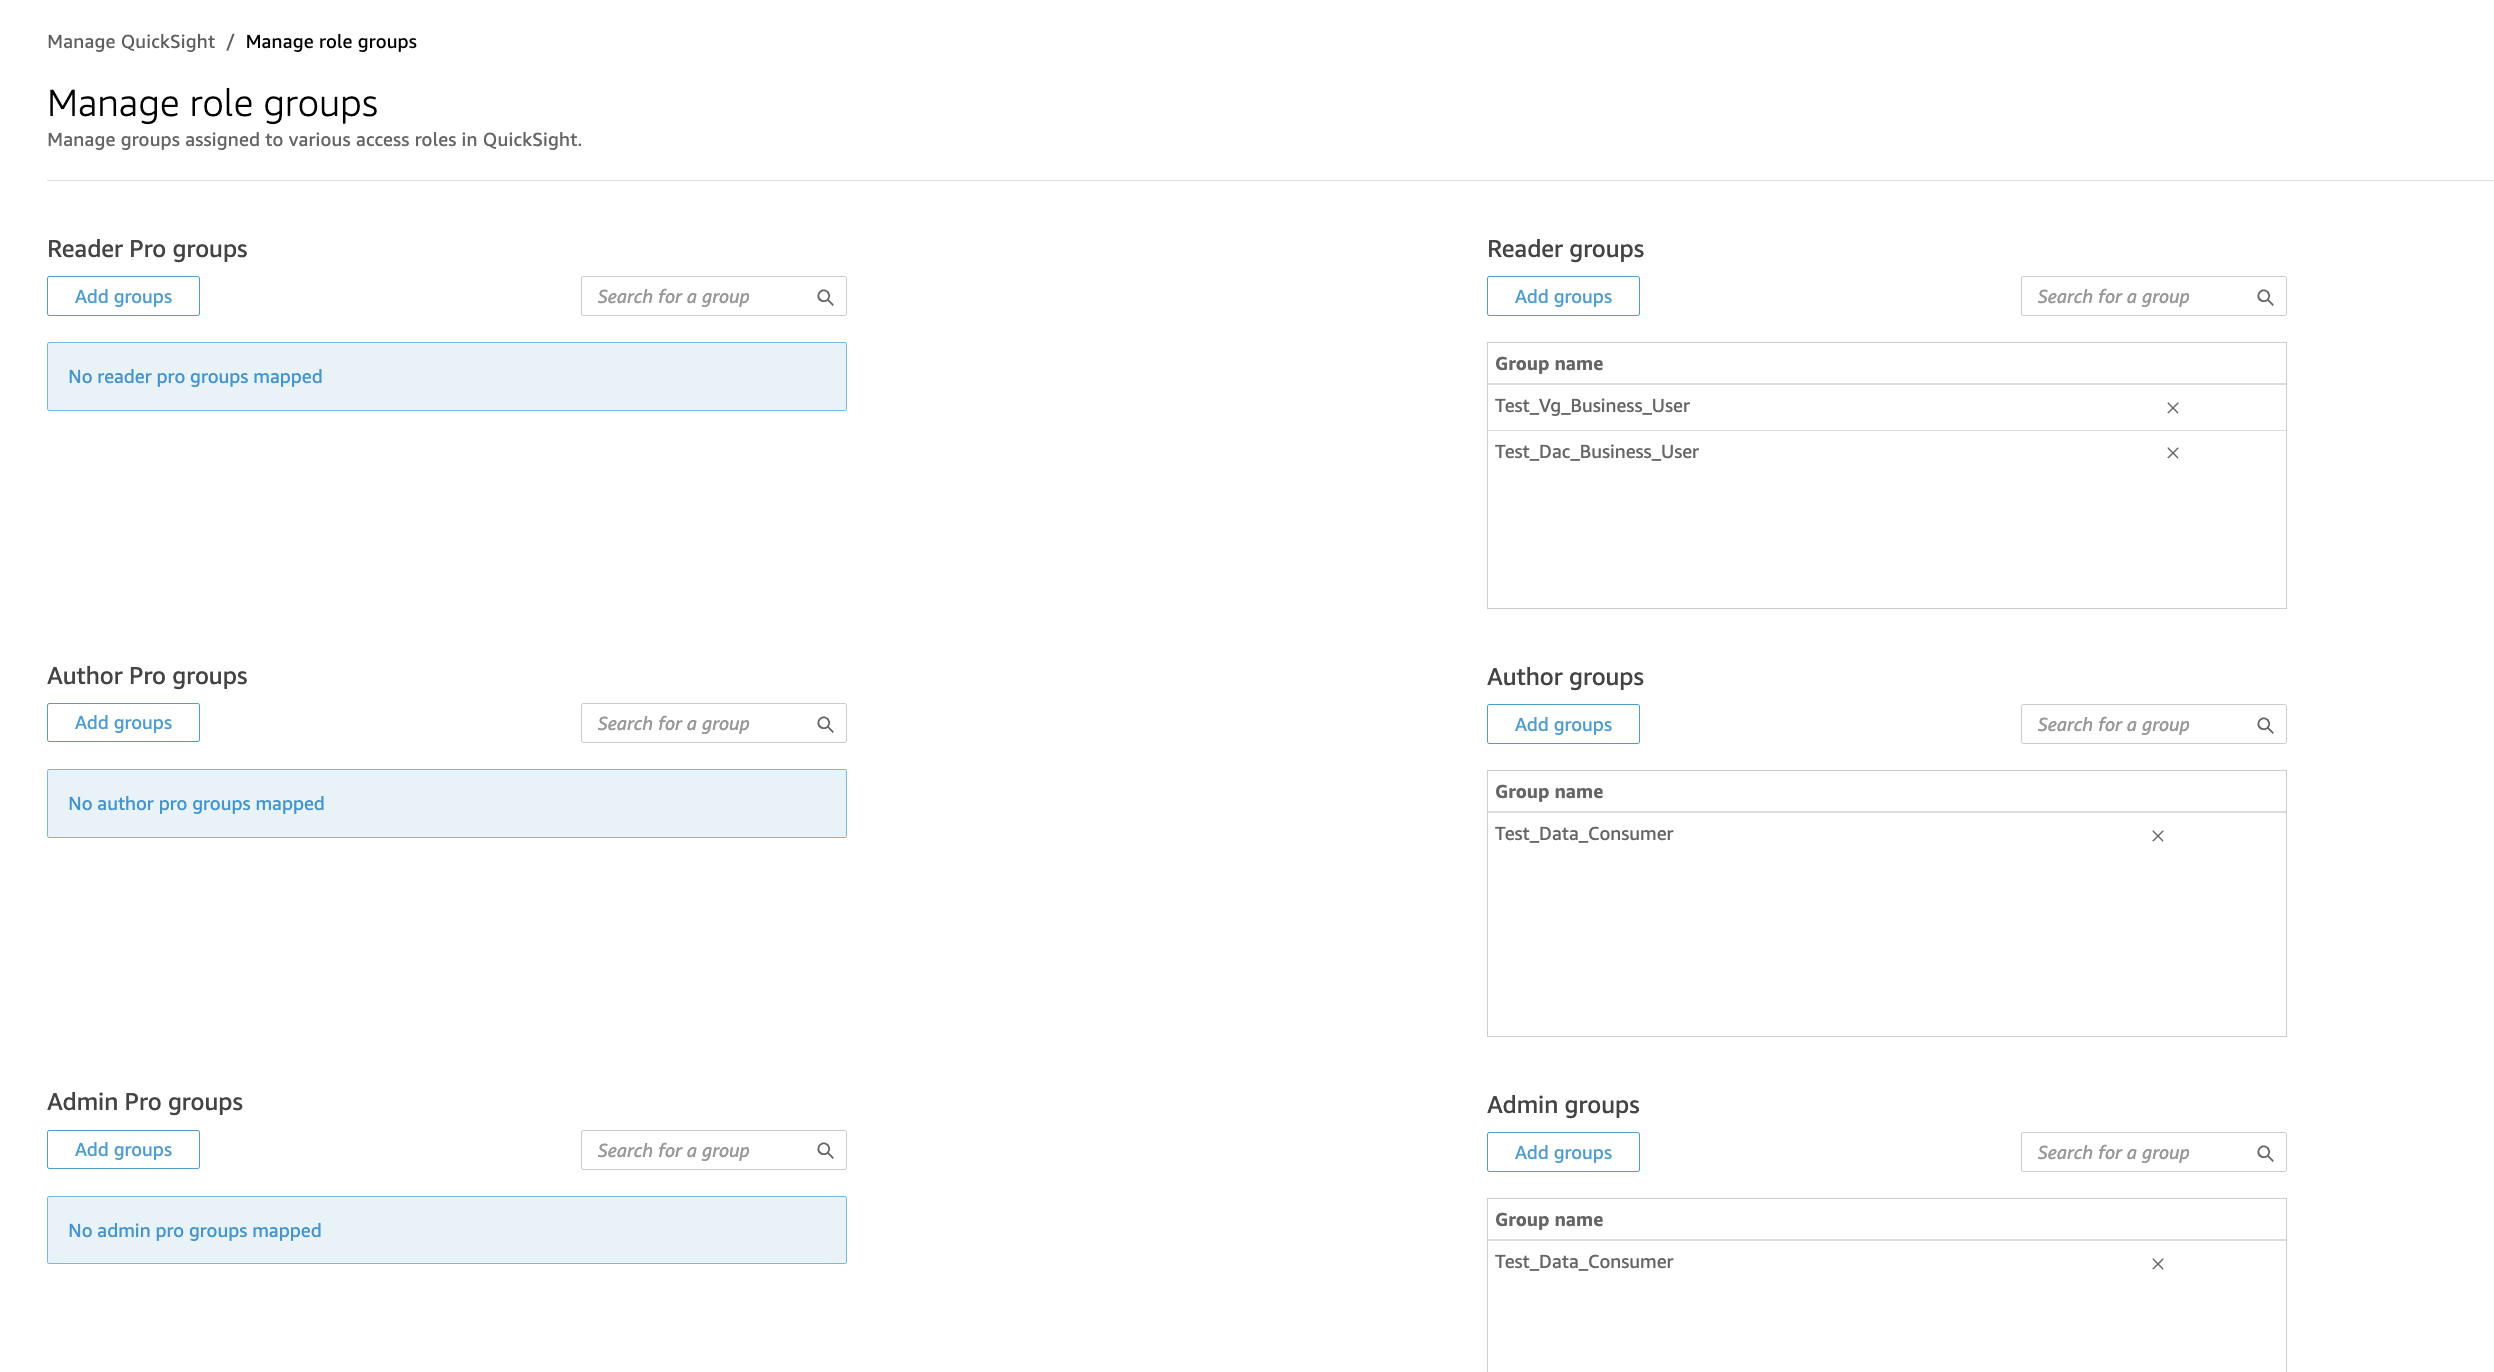 Manage QuickSight / Manage role groups
Manage role groups
Manage groups assigned to various access roles in QuickSight.
Reader Pro groups
Add groups
Search for a group
No reader pro groups mapped
Reader groups
Add groups
Search for a group
Group name
Test_Vg_Business_User
Test_Dac_Business_User
Author Pro groups
Add groups
Search for a group
No author pro groups mapped
Author groups
Add groups
Search for a group
Group name
Test_Data_Consumer
Admin Pro groups
Add groups
Search for a group
No admin pro groups mapped
Admin groups
Add groups
Search for a group
Group name
Test_Data_Consumer